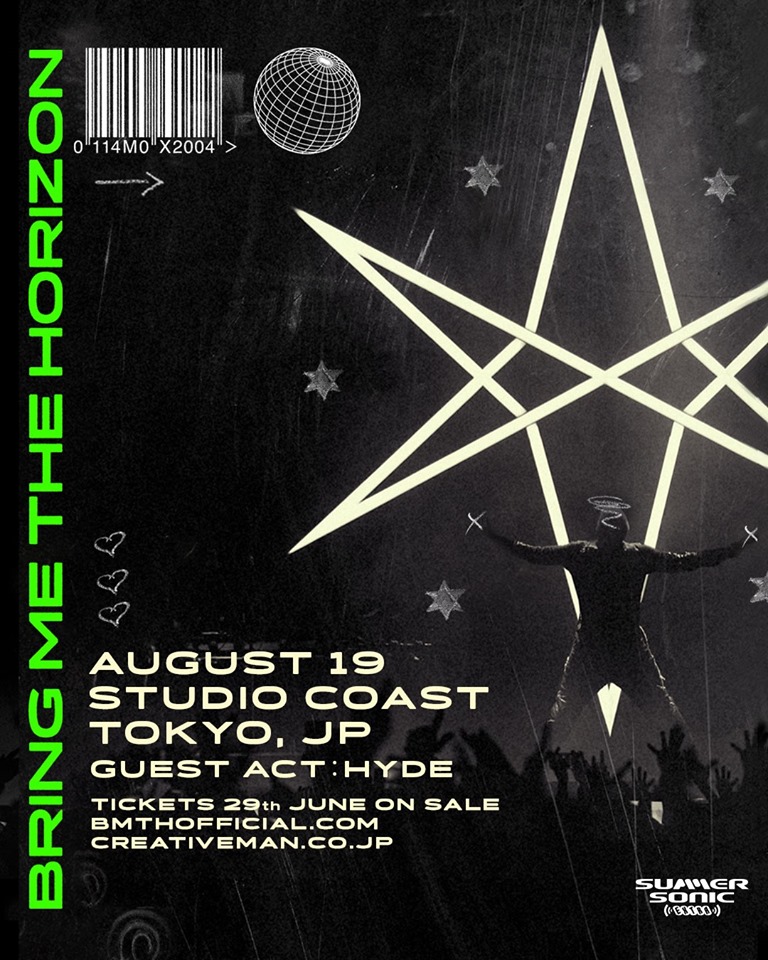 BRING ME THE HORIZON
0 114M0 X2004 >
AUGUST 19
STUDIO COAST
TOKYO, JP
GUEST ACT:HYDE
TICKETS 29th JUNE ON SALE
BMTHOFFICIAL.COM
CREATIVEMAN.CO.JP
SUMMER
SONIC
EXTRA